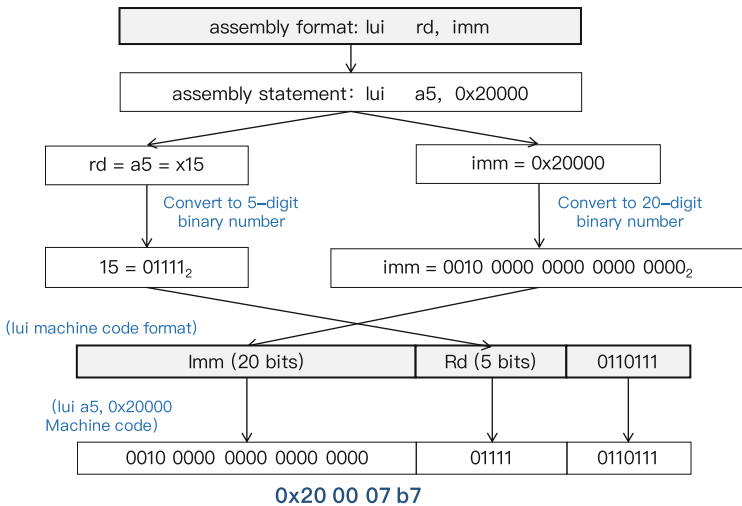 assembly format: lui rd, imm
assembly statement: lui a5, 0x20000
rd = a5 = x15
imm = 0x20000
Convert to 5–digit
binary number
Convert to 20–digit
binary number
15 = 01111₂
imm = 0010 0000 0000 0000 0000₂
(lui machine code format)
Imm (20 bits)
Rd (5 bits)
0110111
(lui a5, 0x20000
Machine code)
0010 0000 0000 0000 0000
01111
0110111
0x20 00 07 b7